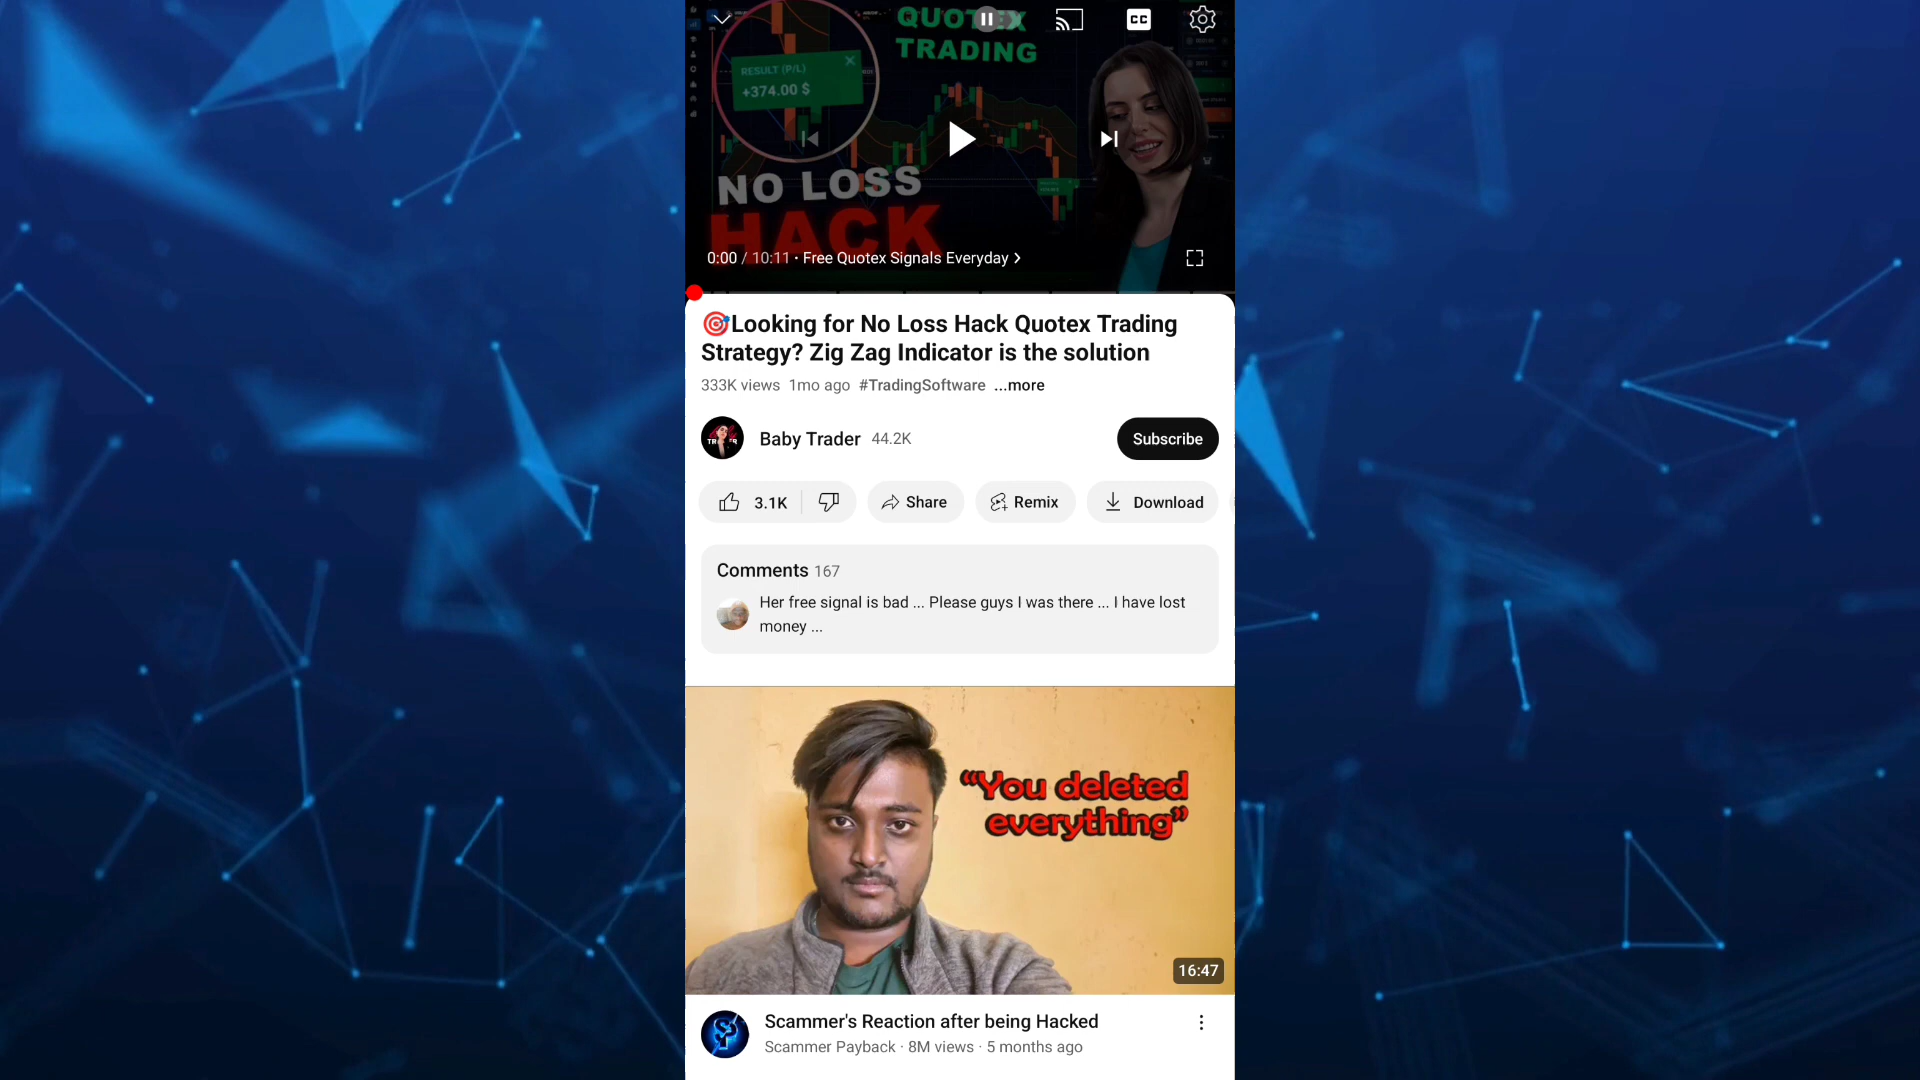 QUOTEX
TRADING
RESULT (P/L)
+374.00 $
CC
NO LOSS
HACK
0:00 / 10:11 · Free Quotex Signals Everyday
🎯Looking for No Loss Hack Quotex Trading
Strategy? Zig Zag Indicator is the solution
333K views 1mo ago #TradingSoftware ...more
Baby Trader 44.2K
Subscribe
3.1K
Share
Remix
Download
Comments 167
Her free signal is bad ... Please guys I was there ... I have lost
money ...
“You deleted
everything”
16:47
Scammer's Reaction after being Hacked
Scammer Payback · 8M views · 5 months ago